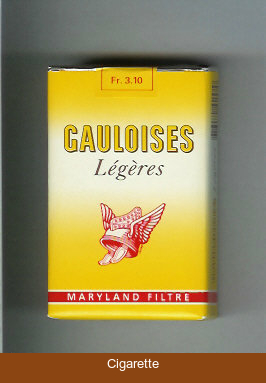 Fr. 3.10
GAULOISES
Légères
MARYLAND FILTRE
Cigarette